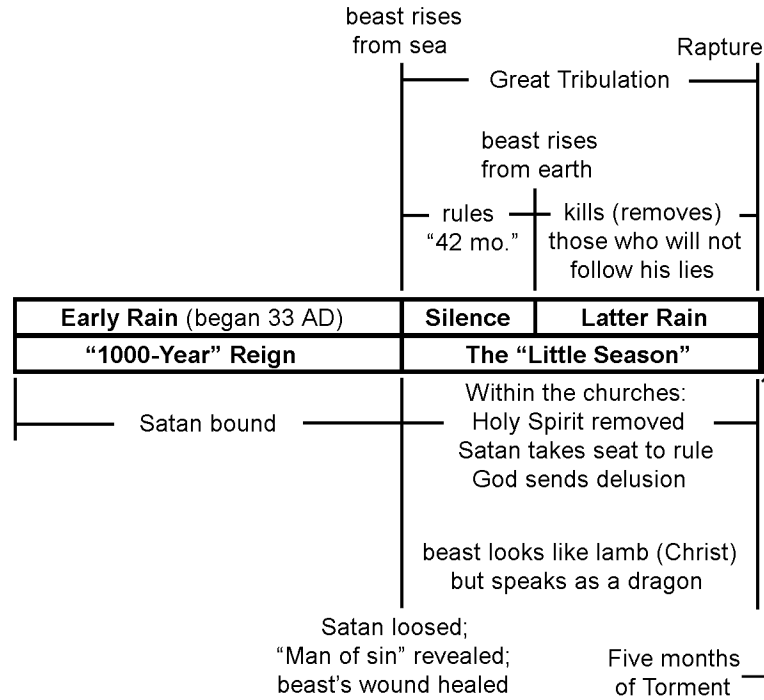 beast rises
from sea
Rapture
Great Tribulation
beast rises
from earth
rules
“42 mo.”
kills (removes)
those who will not
follow his lies
Early Rain (began 33 AD)
Silence
Latter Rain
“1000-Year” Reign
The “Little Season”
Satan bound
Within the churches:
Holy Spirit removed
Satan takes seat to rule
God sends delusion
beast looks like lamb (Christ)
but speaks as a dragon
Satan loosed;
“Man of sin” revealed;
beast’s wound healed
Five months
of Torment